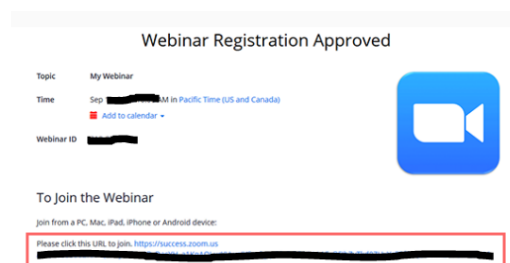 Webinar Registration Approved
Topic My Webinar
Time Sep AM in Pacific Time (US and Canada)
Add to calendar
Webinar ID
To Join the Webinar
Join from a PC, Mac, iPad, iPhone or Android device:
Please click this URL to join. https://success.zoom.us